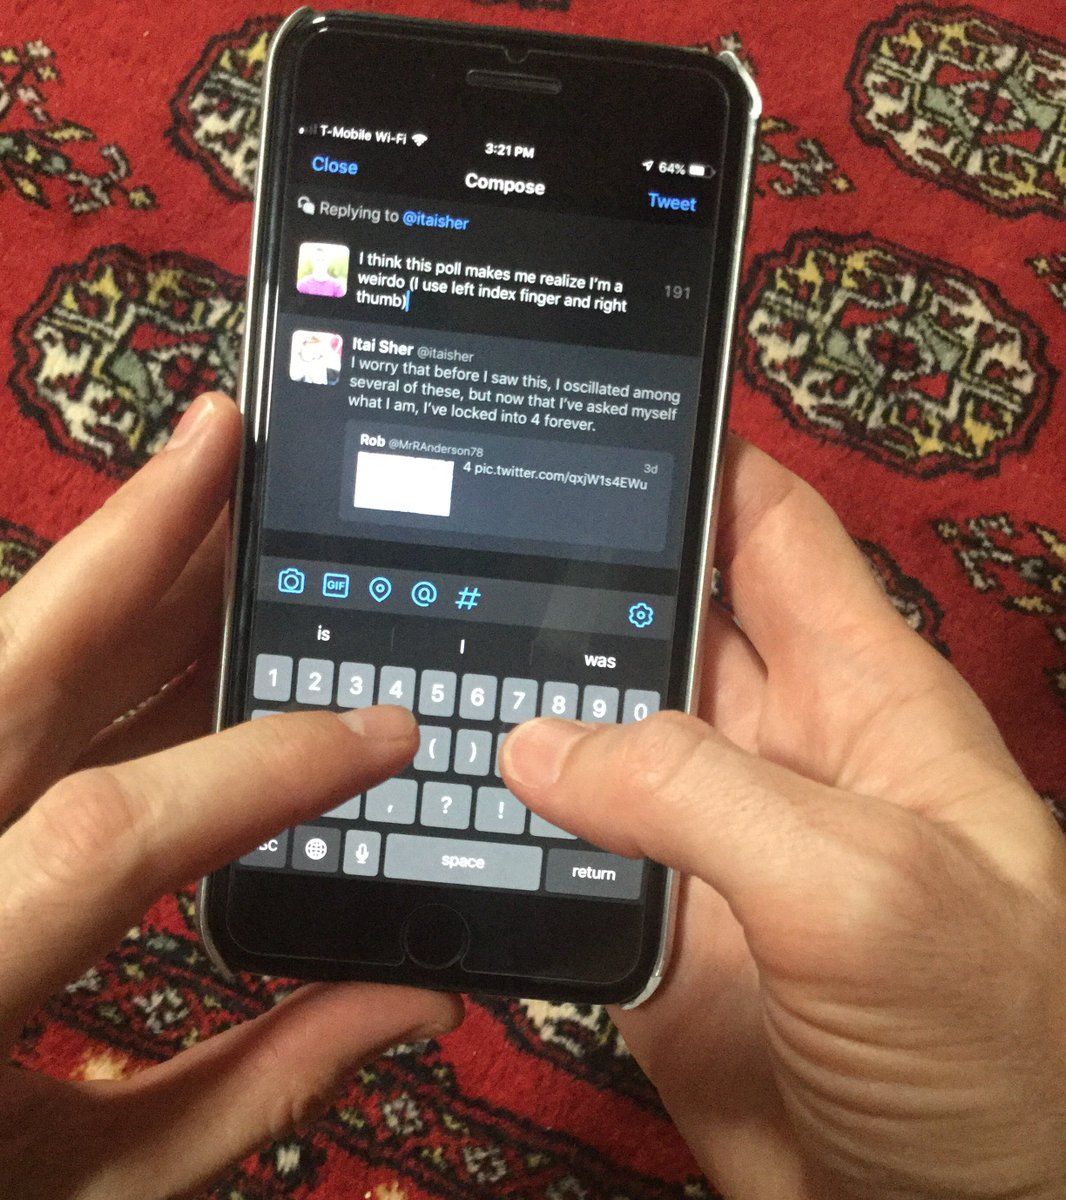 T-Mobile Wi-Fi
3:21 PM
64%
Close
Compose
Tweet
Replying to @itaisher
I think this poll makes me realize I'm a
weirdo (I use left index finger and right
thumb)
191
Itai Sher @itaisher
I worry that before I saw this, I oscillated among
several of these, but now that I've asked myself
what I am, I've locked into 4 forever.
Rob @MrRAnderson78
3d
4 pic.twitter.com/qxjW1s4EWu
GIF
@ #
is I was
1 2 3 4 5 6 7 8 9 0
( )
, ? !
space return